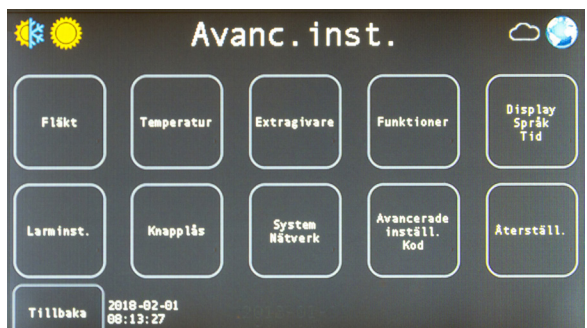 Avanc.inst.
Fläkt
Temperatur
Extragivare
Funktioner
Display
Språk
Tid
Larminst.
Knapplås
System
Nätverk
Avancerade
inställ.
Kod
Återställ.
Tillbaka
2018-02-01
08:13:27